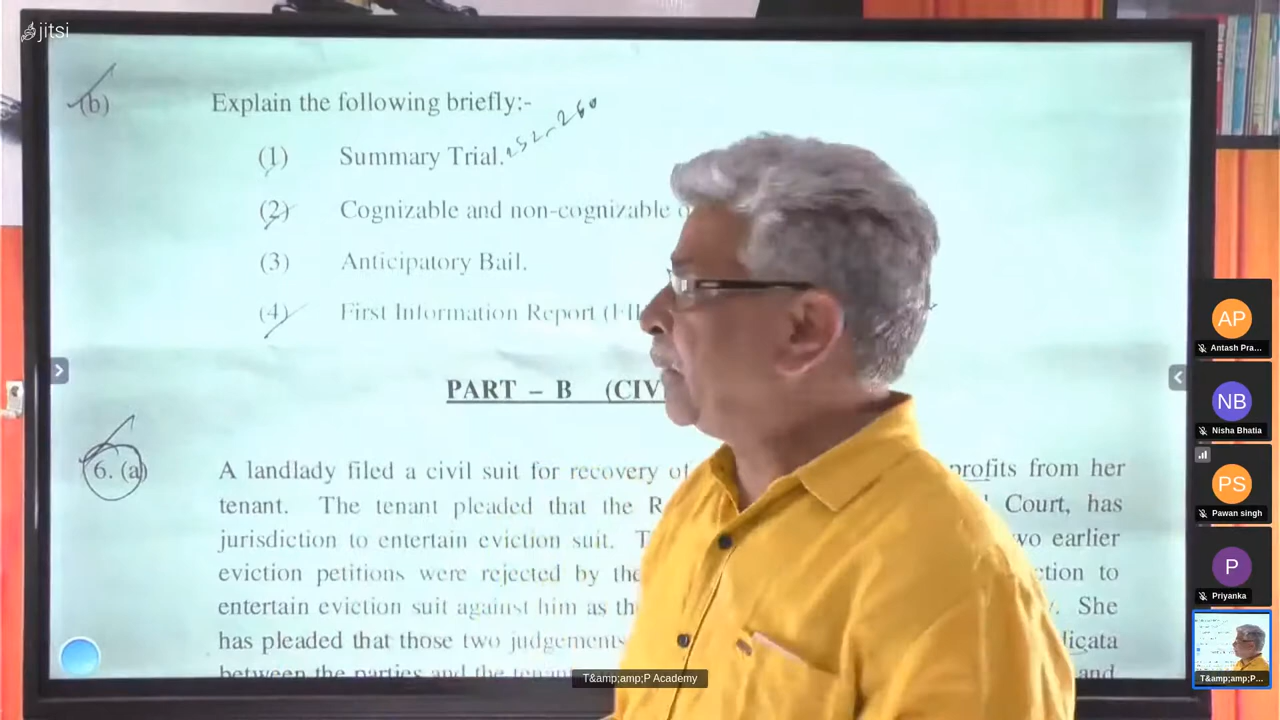 jitsi
(b) Explain the following briefly:-
(1) Summary Trial.
(2) Cognizable and non-cognizable
(3) Anticipatory Bail.
(4) First Information Report
PART – B (CIV
6. (a) A landlady filed a civil suit for recovery of profits from her
tenant. The tenant pleaded that the Court, has
jurisdiction to entertain eviction suit. earlier
eviction petitions were rejected by the to
entertain eviction suit against him as She
has pleaded that those two judgements
between the parties and the and
AP
Antash Pra...
NB
Nisha Bhatia
PS
Pawan singh
P
Priyanka
T&amp;amp;P...
T&amp;amp;P Academy